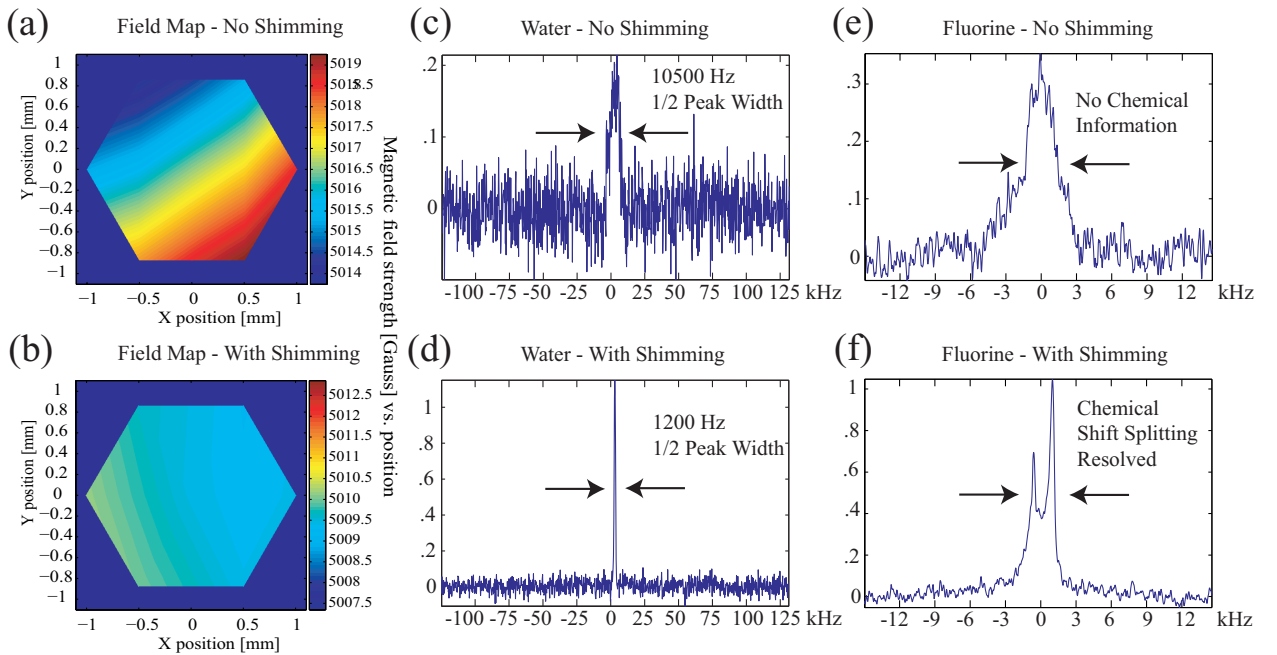 (a)
Field Map - No Shimming
1
0.8
0.6
0.4
0.2
0
−0.2
−0.4
−0.6
−0.8
−1
Y position [mm]
−1
−0.5
0
0.5
1
X position [mm]
5019
5018.5
5018
5017.5
5017
5016.5
5016
5015.5
5015
5014.5
5014
Magnetic field strength [Gauss] vs. position
(c)
Water - No Shimming
.2
.1
0
10500 Hz
1/2 Peak Width
-100 -75 -50 -25 0 25 50 75 100 125 kHz
(e)
Fluorine - No Shimming
.3
.2
.1
0
No Chemical
Information
-12 -9 -6 -3 0 3 6 9 12 kHz
(b)
Field Map - With Shimming
1
0.8
0.6
0.4
0.2
0
−0.2
−0.4
−0.6
−0.8
−1
Y position [mm]
−1
−0.5
0
0.5
1
X position [mm]
5012.5
5012
5011.5
5011
5010.5
5010
5009.5
5009
5008.5
5008
5007.5
(d)
Water - With Shimming
1
.8
.6
.4
.2
0
1200 Hz
1/2 Peak Width
-100 -75 -50 -25 0 25 50 75 100 125 kHz
(f)
Fluorine - With Shimming
1
.8
.6
.4
.2
0
Chemical
Shift Splitting
Resolved
-12 -9 -6 -3 0 3 6 9 12 kHz